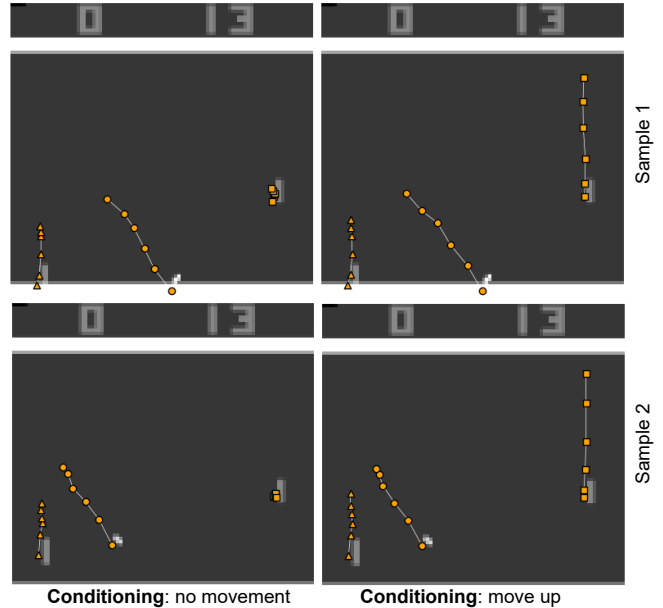 0 13
0 13
Sample 1
0 13
0 13
Sample 2
Conditioning: no movement
Conditioning: move up